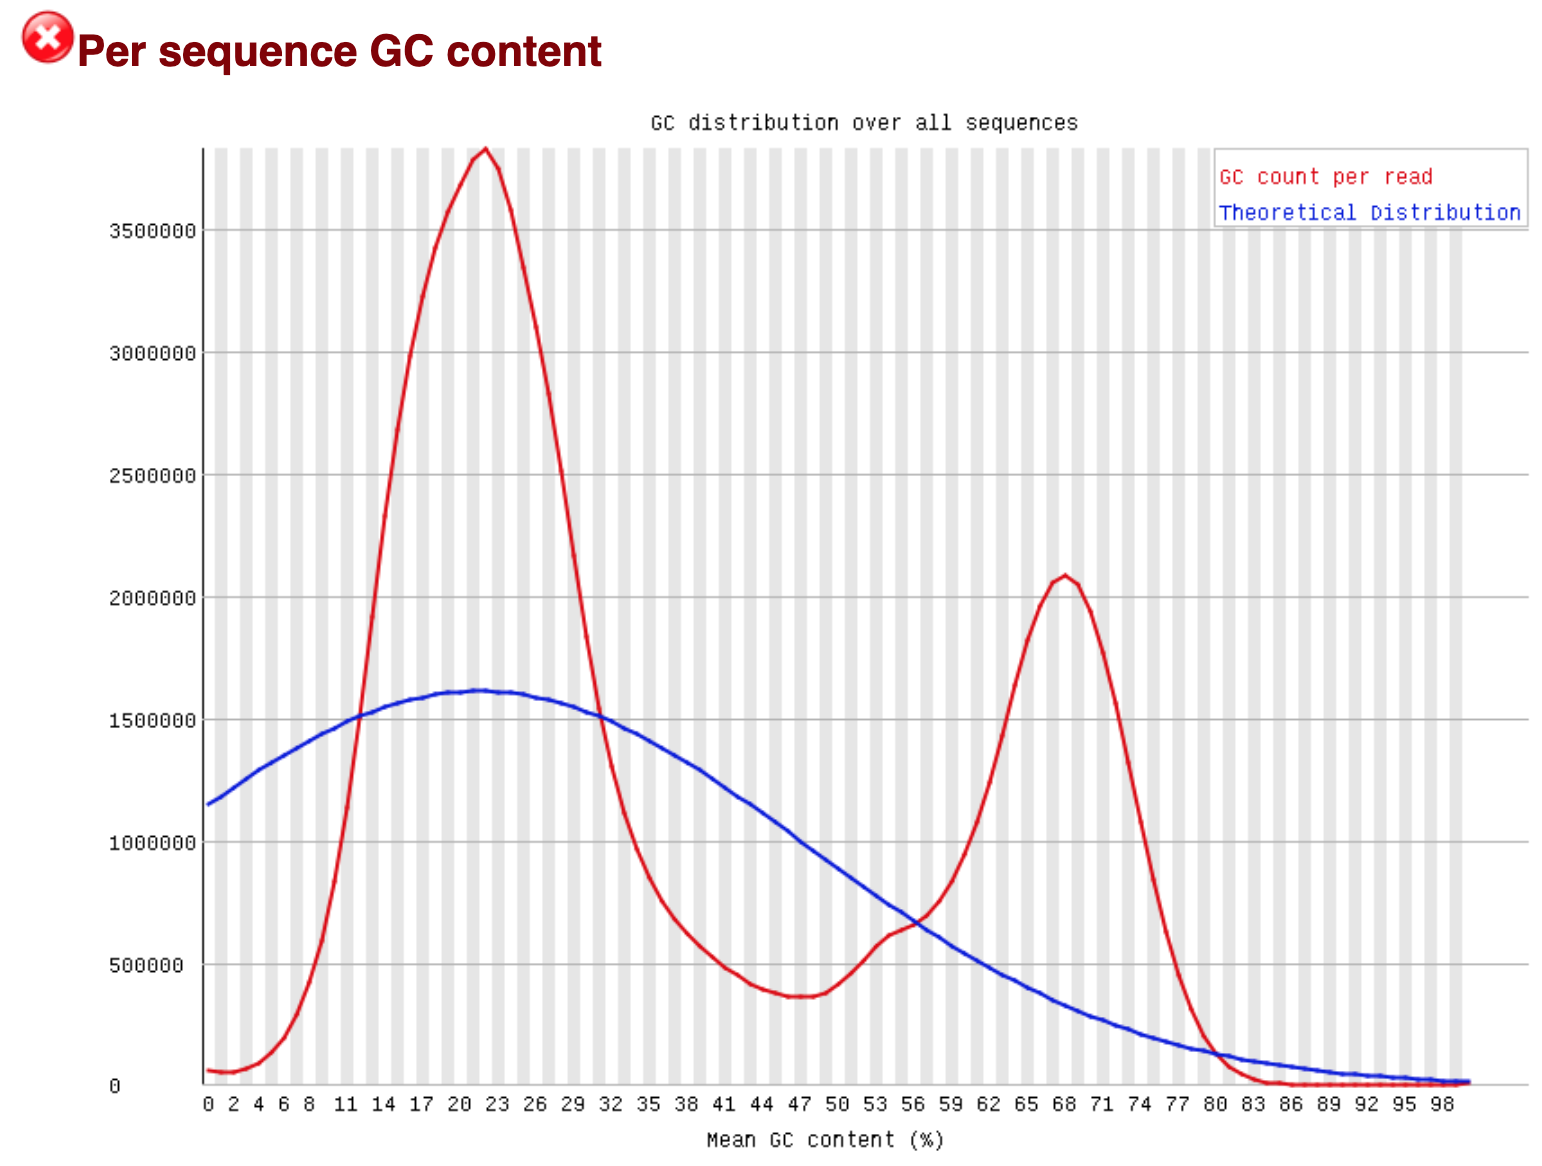 Per sequence GC content
GC distribution over all sequences
GC count per read
Theoretical Distribution
3500000
3000000
2500000
2000000
1500000
1000000
500000
0
0 2 4 6 8 11 14 17 20 23 26 29 32 35 38 41 44 47 50 53 56 59 62 65 68 71 74 77 80 83 86 89 92 95 98
Mean GC content (%)